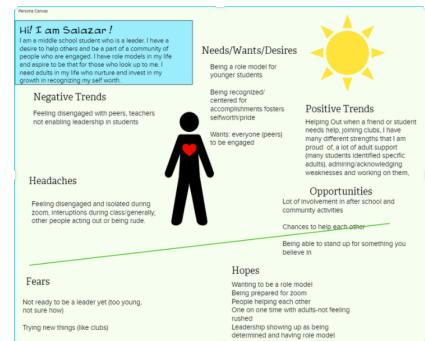 Persona Canvas
Hi! I am Salazar!
I am a middle school student who is a leader. I have a
desire to help others and be a part of a community of
people who are engaged. I have role models in my life
and aspire to be that for those who look up to me. I
need adults in my life who nurture and invest in my
growth in recognizing my self worth.
Negative Trends
Feeling disengaged with peers, teachers
not enabling leadership in students
Headaches
Feeling disengaged and isolated during
zoom, interuptions during class/generally,
other people acting out or being rude.
Needs/Wants/Desires
Being a role model for
younger students
Being recognized/
centered for
accomplishments fosters
selfworth/pride
Wants: everyone (peers)
to be engaged
Positive Trends
Helping Out when a friend or student
needs help, joining clubs, I have
many different strengths that I am
proud of, a lot of adult support
(many students identified specific
adults), admiring/acknowledging
weaknesses and working on them,
Opportunities
Lot of Involvement in after school and
community activities
Chances to help each other
Being able to stand up for something you
believe in
Fears
Not ready to be a leader yet (too young,
not sure how)
Trying new things (like clubs)
Hopes
Wanting to be a role model
Being prepared for zoom
People helping each other
One on one time with adults-not feeling
rushed
Leadership showing up as being
determined and having role model